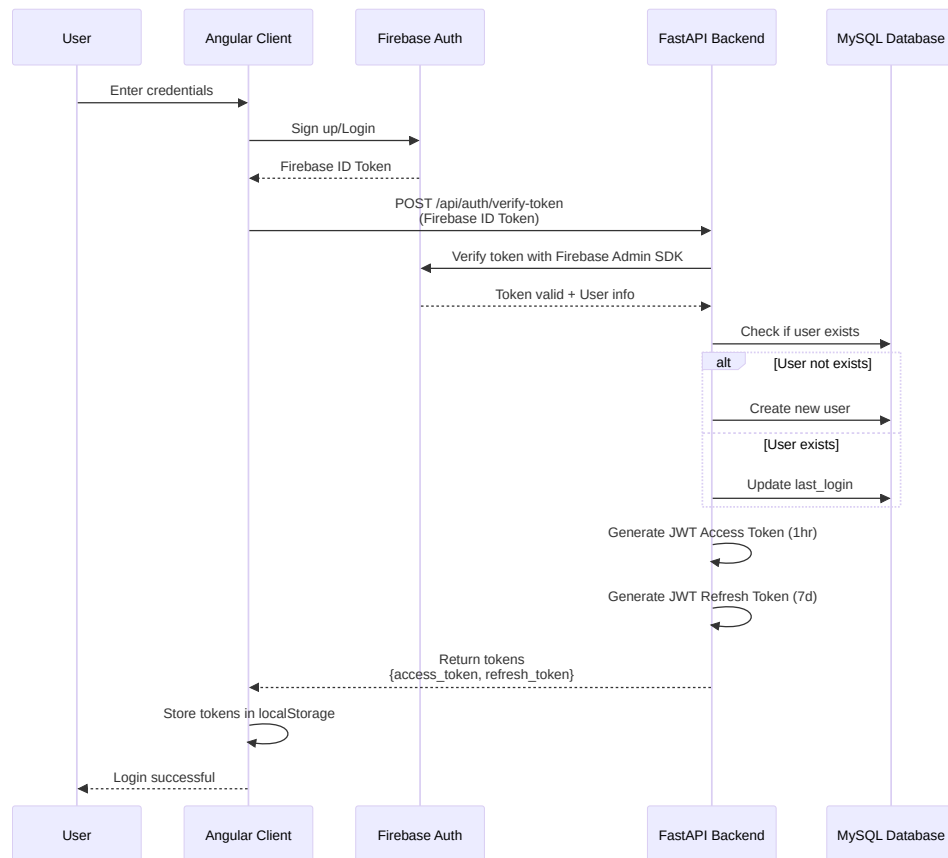 User
Angular Client
Firebase Auth
FastAPI Backend
MySQL Database
Enter credentials
Sign up/Login
Firebase ID Token
POST /api/auth/verify-token
(Firebase ID Token)
Verify token with Firebase Admin SDK
Token valid + User info
Check if user exists
alt
[User not exists]
Create new user
[User exists]
Update last_login
Generate JWT Access Token (1hr)
Generate JWT Refresh Token (7d)
Return tokens
{access_token, refresh_token}
Store tokens in localStorage
Login successful
User
Angular Client
Firebase Auth
FastAPI Backend
MySQL Database